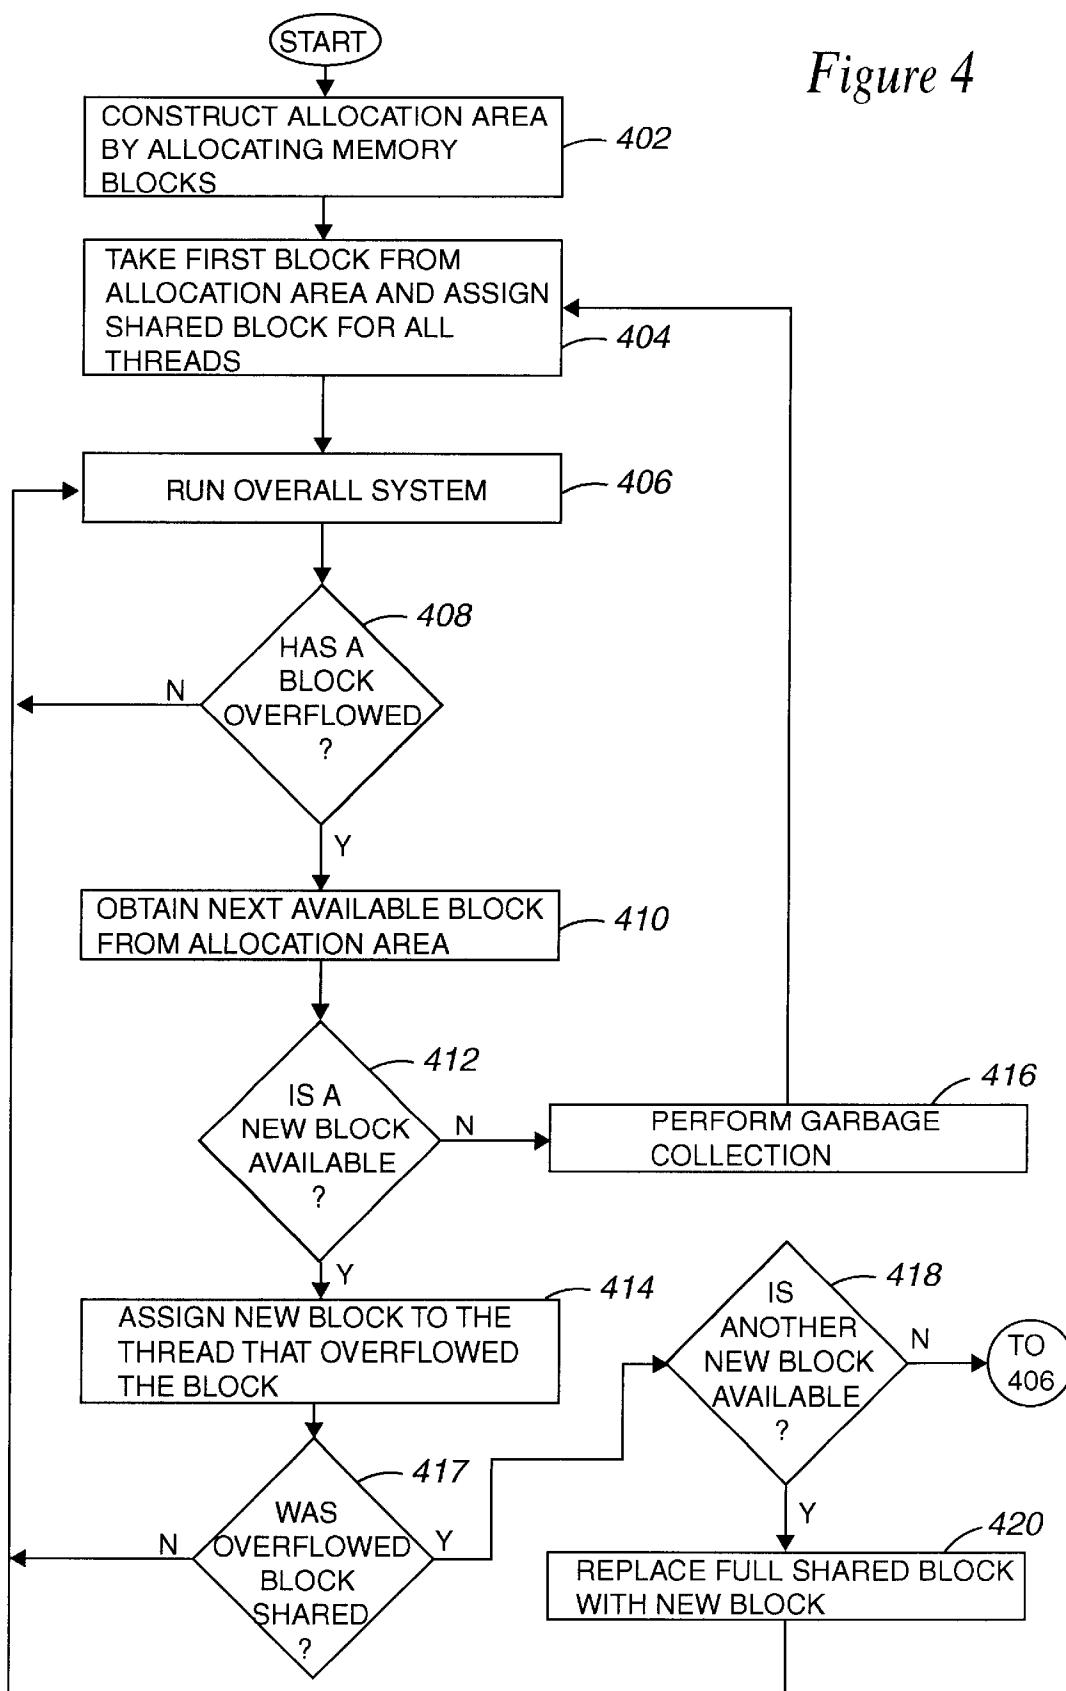 START
Figure 4
CONSTRUCT ALLOCATION AREA
BY ALLOCATING MEMORY
BLOCKS
402
TAKE FIRST BLOCK FROM
ALLOCATION AREA AND ASSIGN
SHARED BLOCK FOR ALL
THREADS
404
RUN OVERALL SYSTEM
406
408
HAS A
BLOCK
OVERFLOWED
?
N
Y
OBTAIN NEXT AVAILABLE BLOCK
FROM ALLOCATION AREA
410
412
IS A
NEW BLOCK
AVAILABLE
?
N
Y
416
PERFORM GARBAGE
COLLECTION
414
ASSIGN NEW BLOCK TO THE
THREAD THAT OVERFLOWED
THE BLOCK
418
IS
ANOTHER
NEW BLOCK
AVAILABLE
?
N
TO
406
Y
417
WAS
OVERFLOWED
BLOCK
SHARED
?
N
Y
420
REPLACE FULL SHARED BLOCK
WITH NEW BLOCK